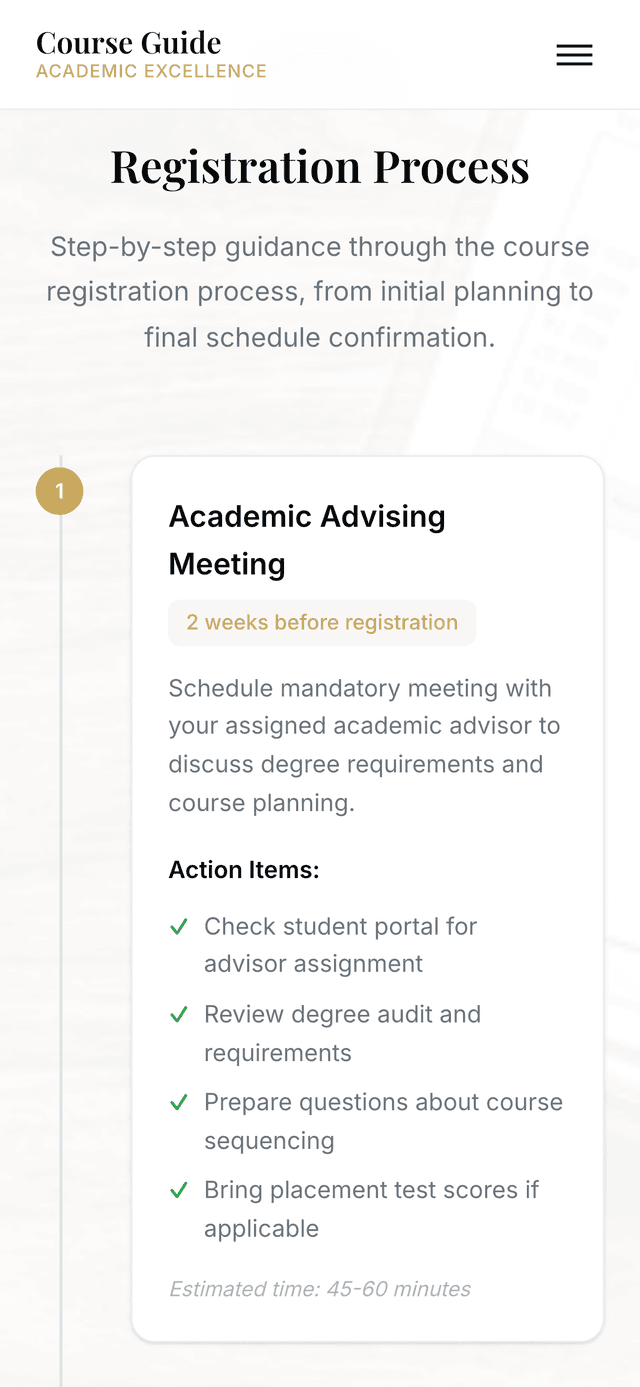 Course Guide
ACADEMIC EXCELLENCE
Registration Process
Step-by-step guidance through the course
registration process, from initial planning to
final schedule confirmation.
1
Academic Advising
Meeting
2 weeks before registration
Schedule mandatory meeting with
your assigned academic advisor to
discuss degree requirements and
course planning.
Action Items:
Check student portal for
advisor assignment
Review degree audit and
requirements
Prepare questions about course
sequencing
Bring placement test scores if
applicable
Estimated time: 45-60 minutes